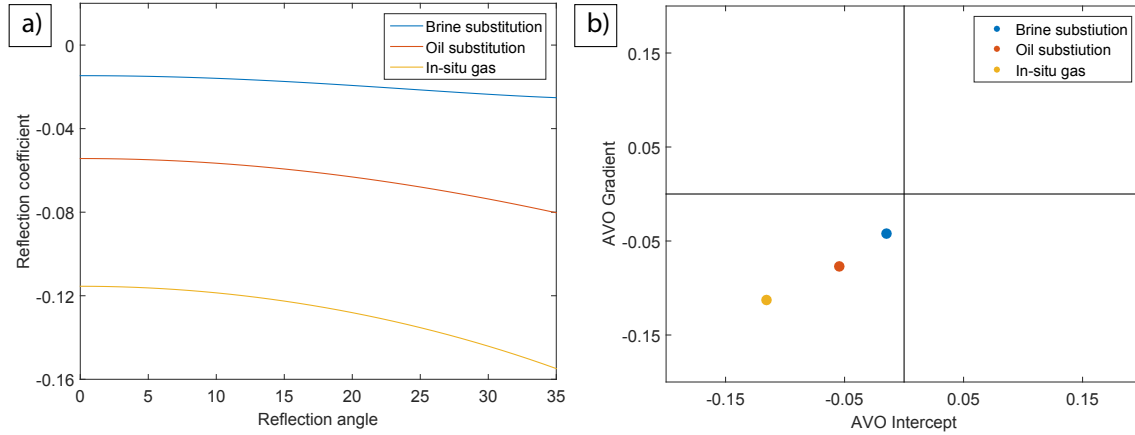 a)
Brine substitution
Oil substitution
In-situ gas
0
-0.04
-0.08
-0.12
-0.16
0
5
10
15
20
25
30
35
Reflection coefficient
Reflection angle
b)
Brine substitution
Oil substiution
In-situ gas
0.15
0.05
-0.05
-0.15
-0.15
-0.05
0.05
0.15
AVO Gradient
AVO Intercept